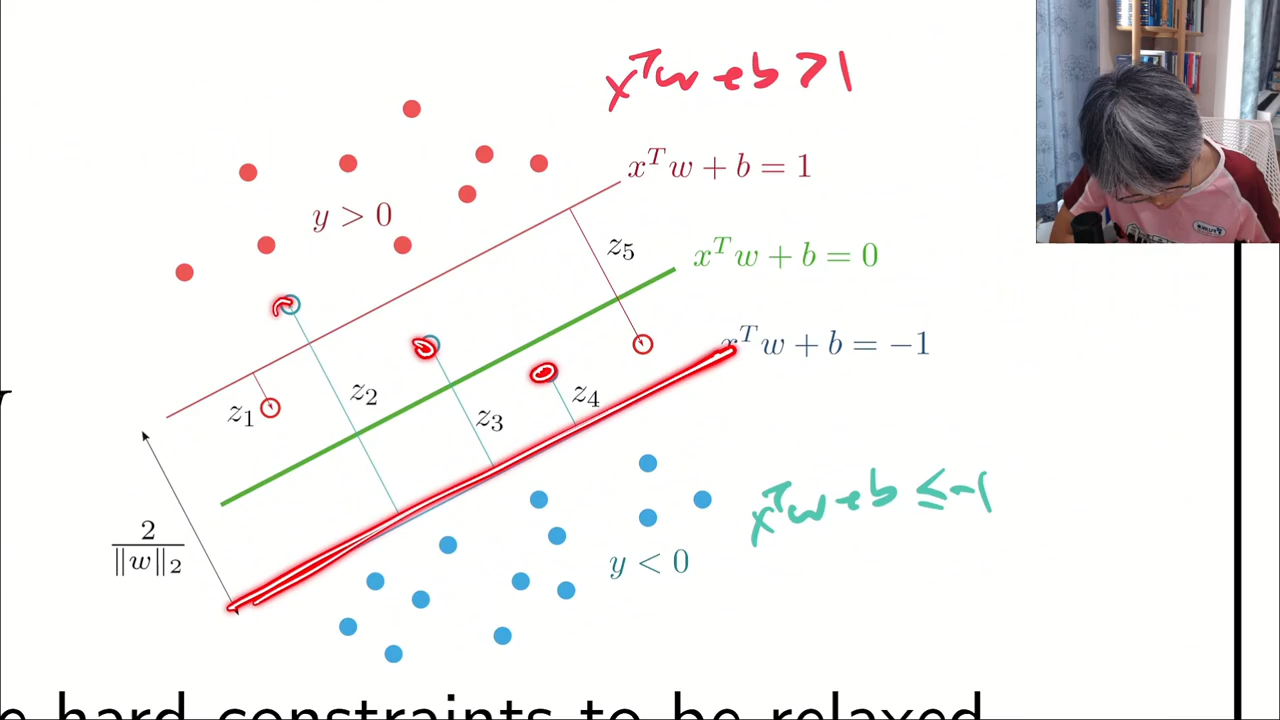 xᵀw + b > 1
xᵀw + b = 1
y > 0
z₅
xᵀw + b = 0
xᵀw + b = −1
z₂
z₁
z₄
z₃
xᵀw + b ≤ −1
2
‖w‖₂
y < 0
hard constraints to be relaxed